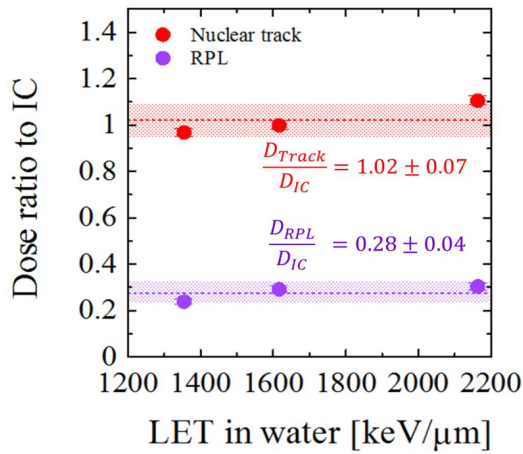 1.4
1.2
1
0.8
0.6
0.4
0.2
0
Dose ratio to IC
Nuclear track
RPL
D_Track / D_IC = 1.02 ± 0.07
D_RPL / D_IC = 0.28 ± 0.04
1200 1400 1600 1800 2000 2200
LET in water [keV/µm]